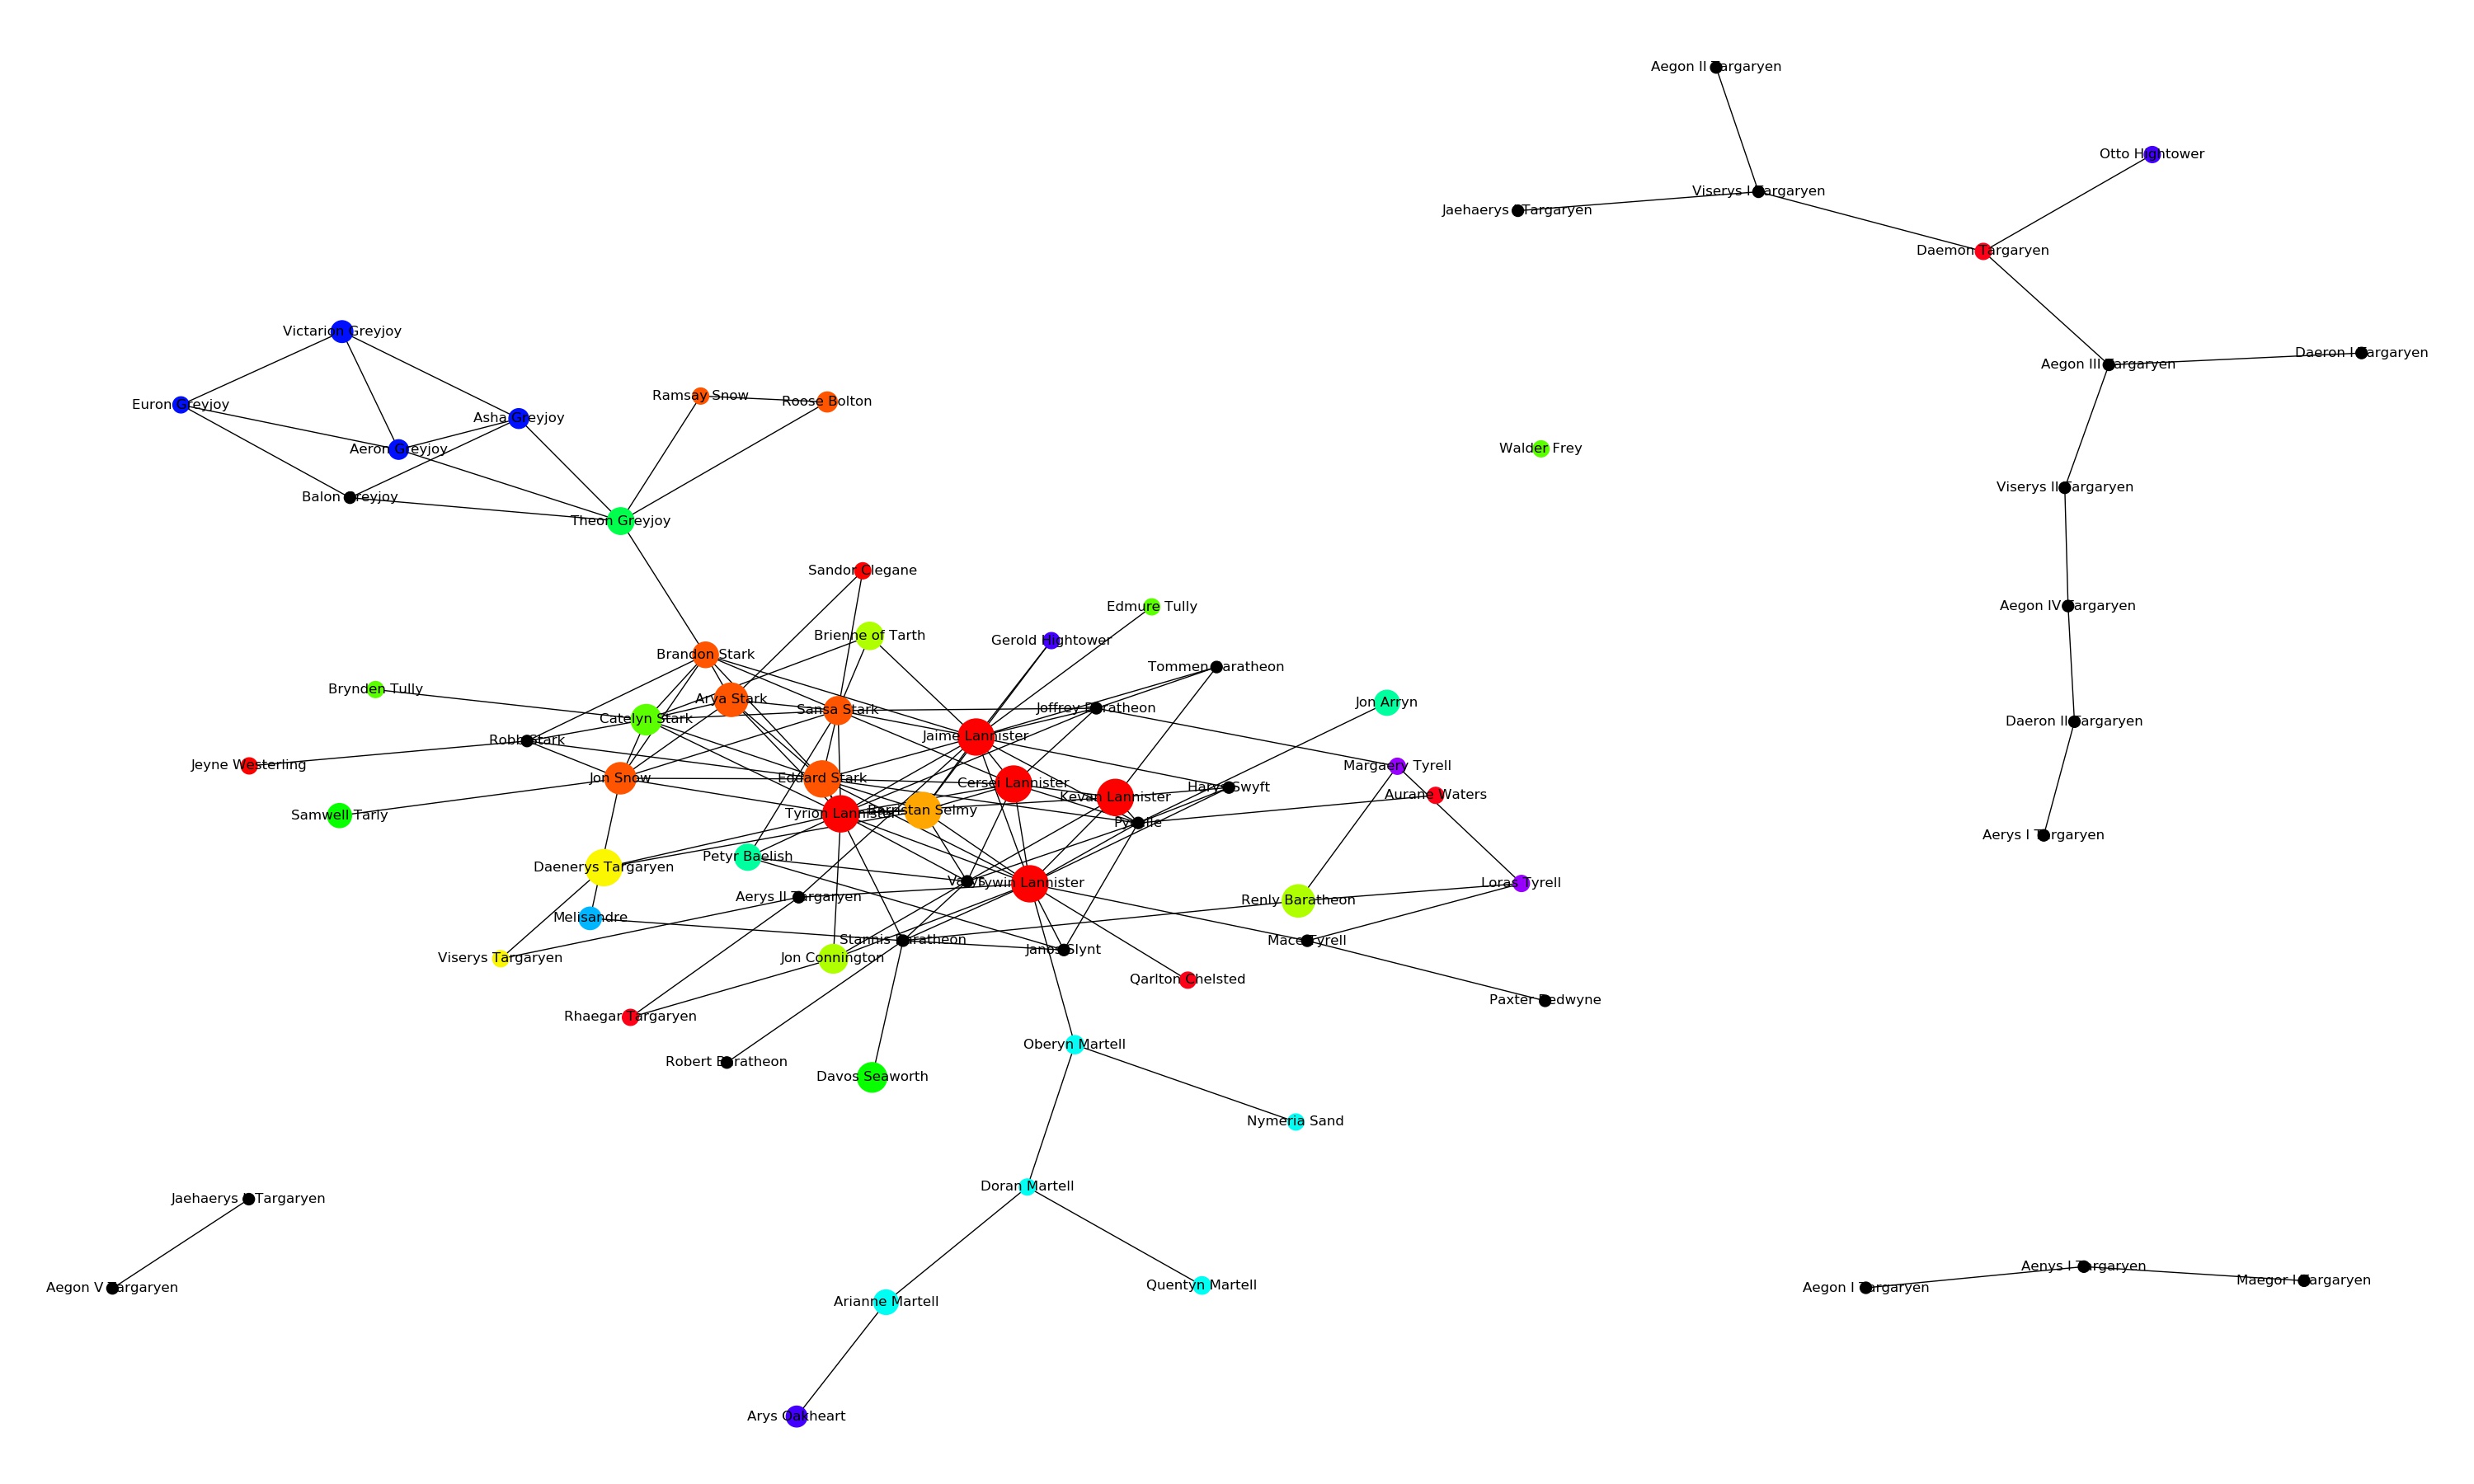 Aegon II Targaryen
Otto Hightower
Viserys I Targaryen
Jaehaerys I Targaryen
Daemon Targaryen
Victarion Greyjoy
Daeron I Targaryen
Aegon III Targaryen
Ramsay Snow
Roose Bolton
Euron Greyjoy
Asha Greyjoy
Aeron Greyjoy
Walder Frey
Viserys II Targaryen
Balon Greyjoy
Theon Greyjoy
Sandor Clegane
Edmure Tully
Aegon IV Targaryen
Brienne of Tarth
Gerold Hightower
Brandon Stark
Tommen Baratheon
Brynden Tully
Arya Stark
Jon Arryn
Sansa Stark
Joffrey Baratheon
Catelyn Stark
Daeron II Targaryen
Robb Stark
Jaime Lannister
Jeyne Westerling
Margaery Tyrell
Jon Snow
Eddard Stark
Cersei Lannister
Harys Swyft
Kevan Lannister
Aurane Waters
Samwell Tarly
Tyrion Lannister
Barristan Selmy
Pycelle
Aerys I Targaryen
Petyr Baelish
Daenerys Targaryen
Varys
Tywin Lannister
Loras Tyrell
Aerys II Targaryen
Renly Baratheon
Melisandre
Stannis Baratheon
Mace Tyrell
Janos Slynt
Viserys Targaryen
Jon Connington
Qarlton Chelsted
Paxter Redwyne
Rhaegar Targaryen
Oberyn Martell
Robert Baratheon
Davos Seaworth
Nymeria Sand
Doran Martell
Jaehaerys II Targaryen
Aenys I Targaryen
Maegor I Targaryen
Quentyn Martell
Aegon V Targaryen
Aegon I Targaryen
Arianne Martell
Arys Oakheart